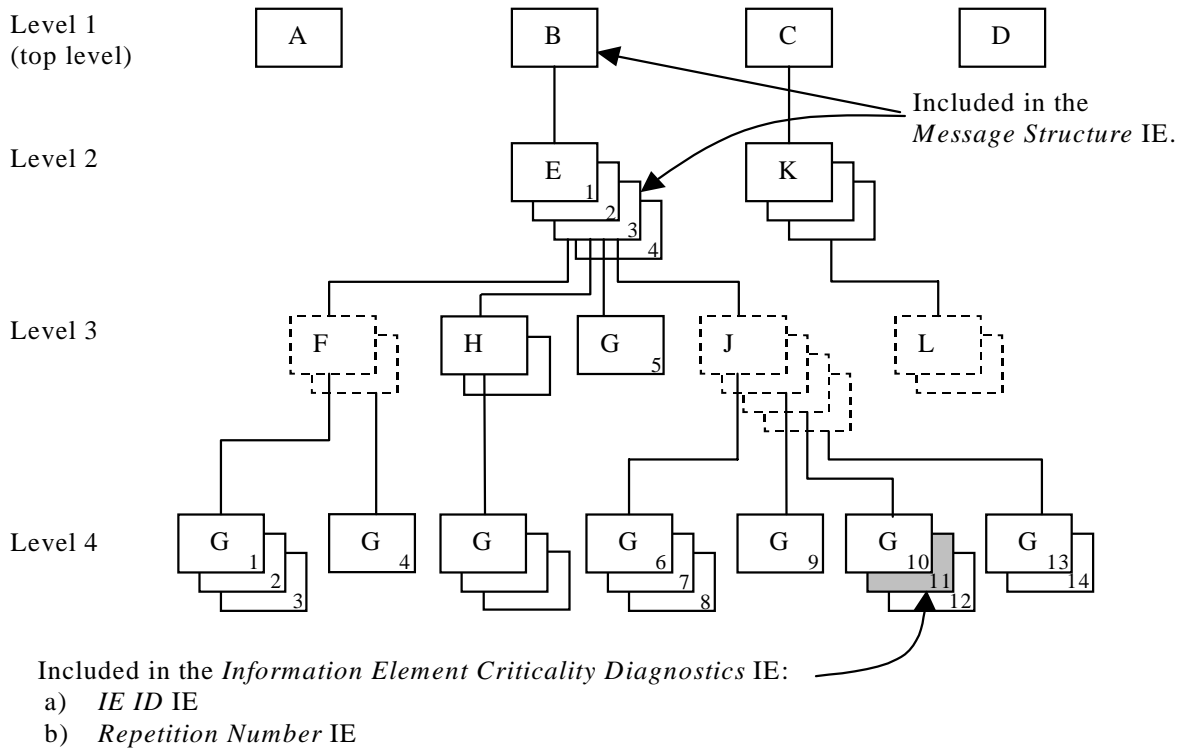 Level 1
(top level)
A
B
C
D
Included in the
Message Structure IE.
Level 2
E
1
2
3
4
K
Level 3
F
H
G
5
J
L
Level 4
G
1
2
3
G
4
G
G
6
7
8
G
9
G
10
11
12
G
13
14
Included in the Information Element Criticality Diagnostics IE:
a) IE ID IE
b) Repetition Number IE